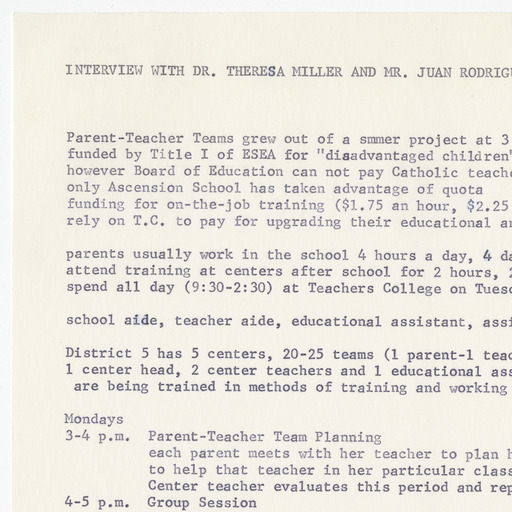 INTERVIEW WITH DR. THERESA MILLER AND MR. JUAN RODRIGU
Parent-Teacher Teams grew out of a smmer project at 3
funded by Title I of ESEA for "disadvantaged children"
however Board of Education can not pay Catholic teache
only Ascension School has taken advantage of quota
funding for on-the-job training ($1.75 an hour, $2.25
rely on T.C. to pay for upgrading their educational an
parents usually work in the school 4 hours a day, 4 da
attend training at centers after school for 2 hours, 2
spend all day (9:30-2:30) at Teachers College on Tuesd
school aide, teacher aide, educational assistant, assi
District 5 has 5 centers, 20-25 teams (1 parent-1 teac
1 center head, 2 center teachers and 1 educational ass
are being trained in methods of training and working
Mondays
3-4 p.m. Parent-Teacher Team Planning
each parent meets with her teacher to plan h
to help that teacher in her particular class
Center teacher evaluates this period and rep
4-5 p.m. Group Session